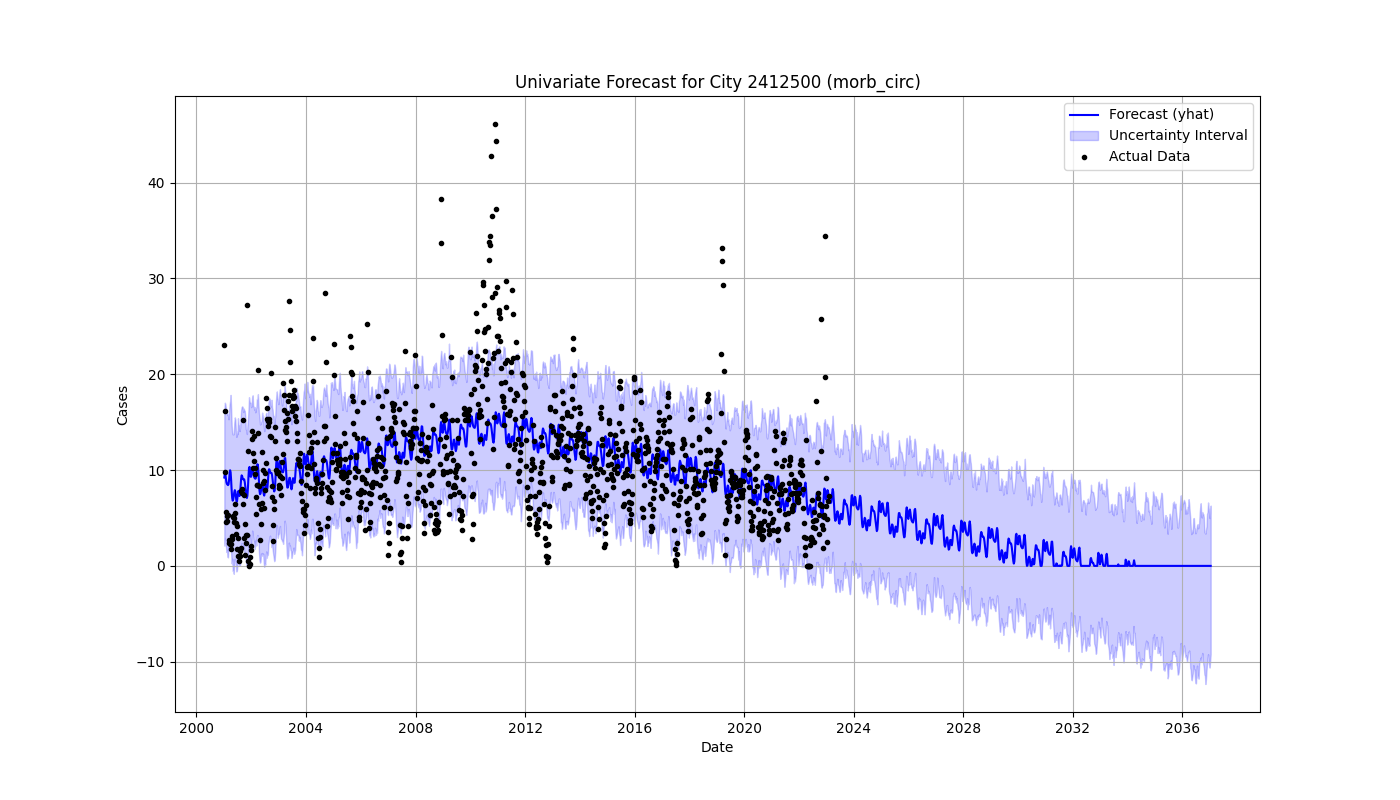 Univariate Forecast for City 2412500 (morb_circ)
Forecast (yhat)
Uncertainty Interval
Actual Data
Cases
40
30
20
10
0
−10
2000 2004 2008 2012 2016 2020 2024 2028 2032 2036
Date